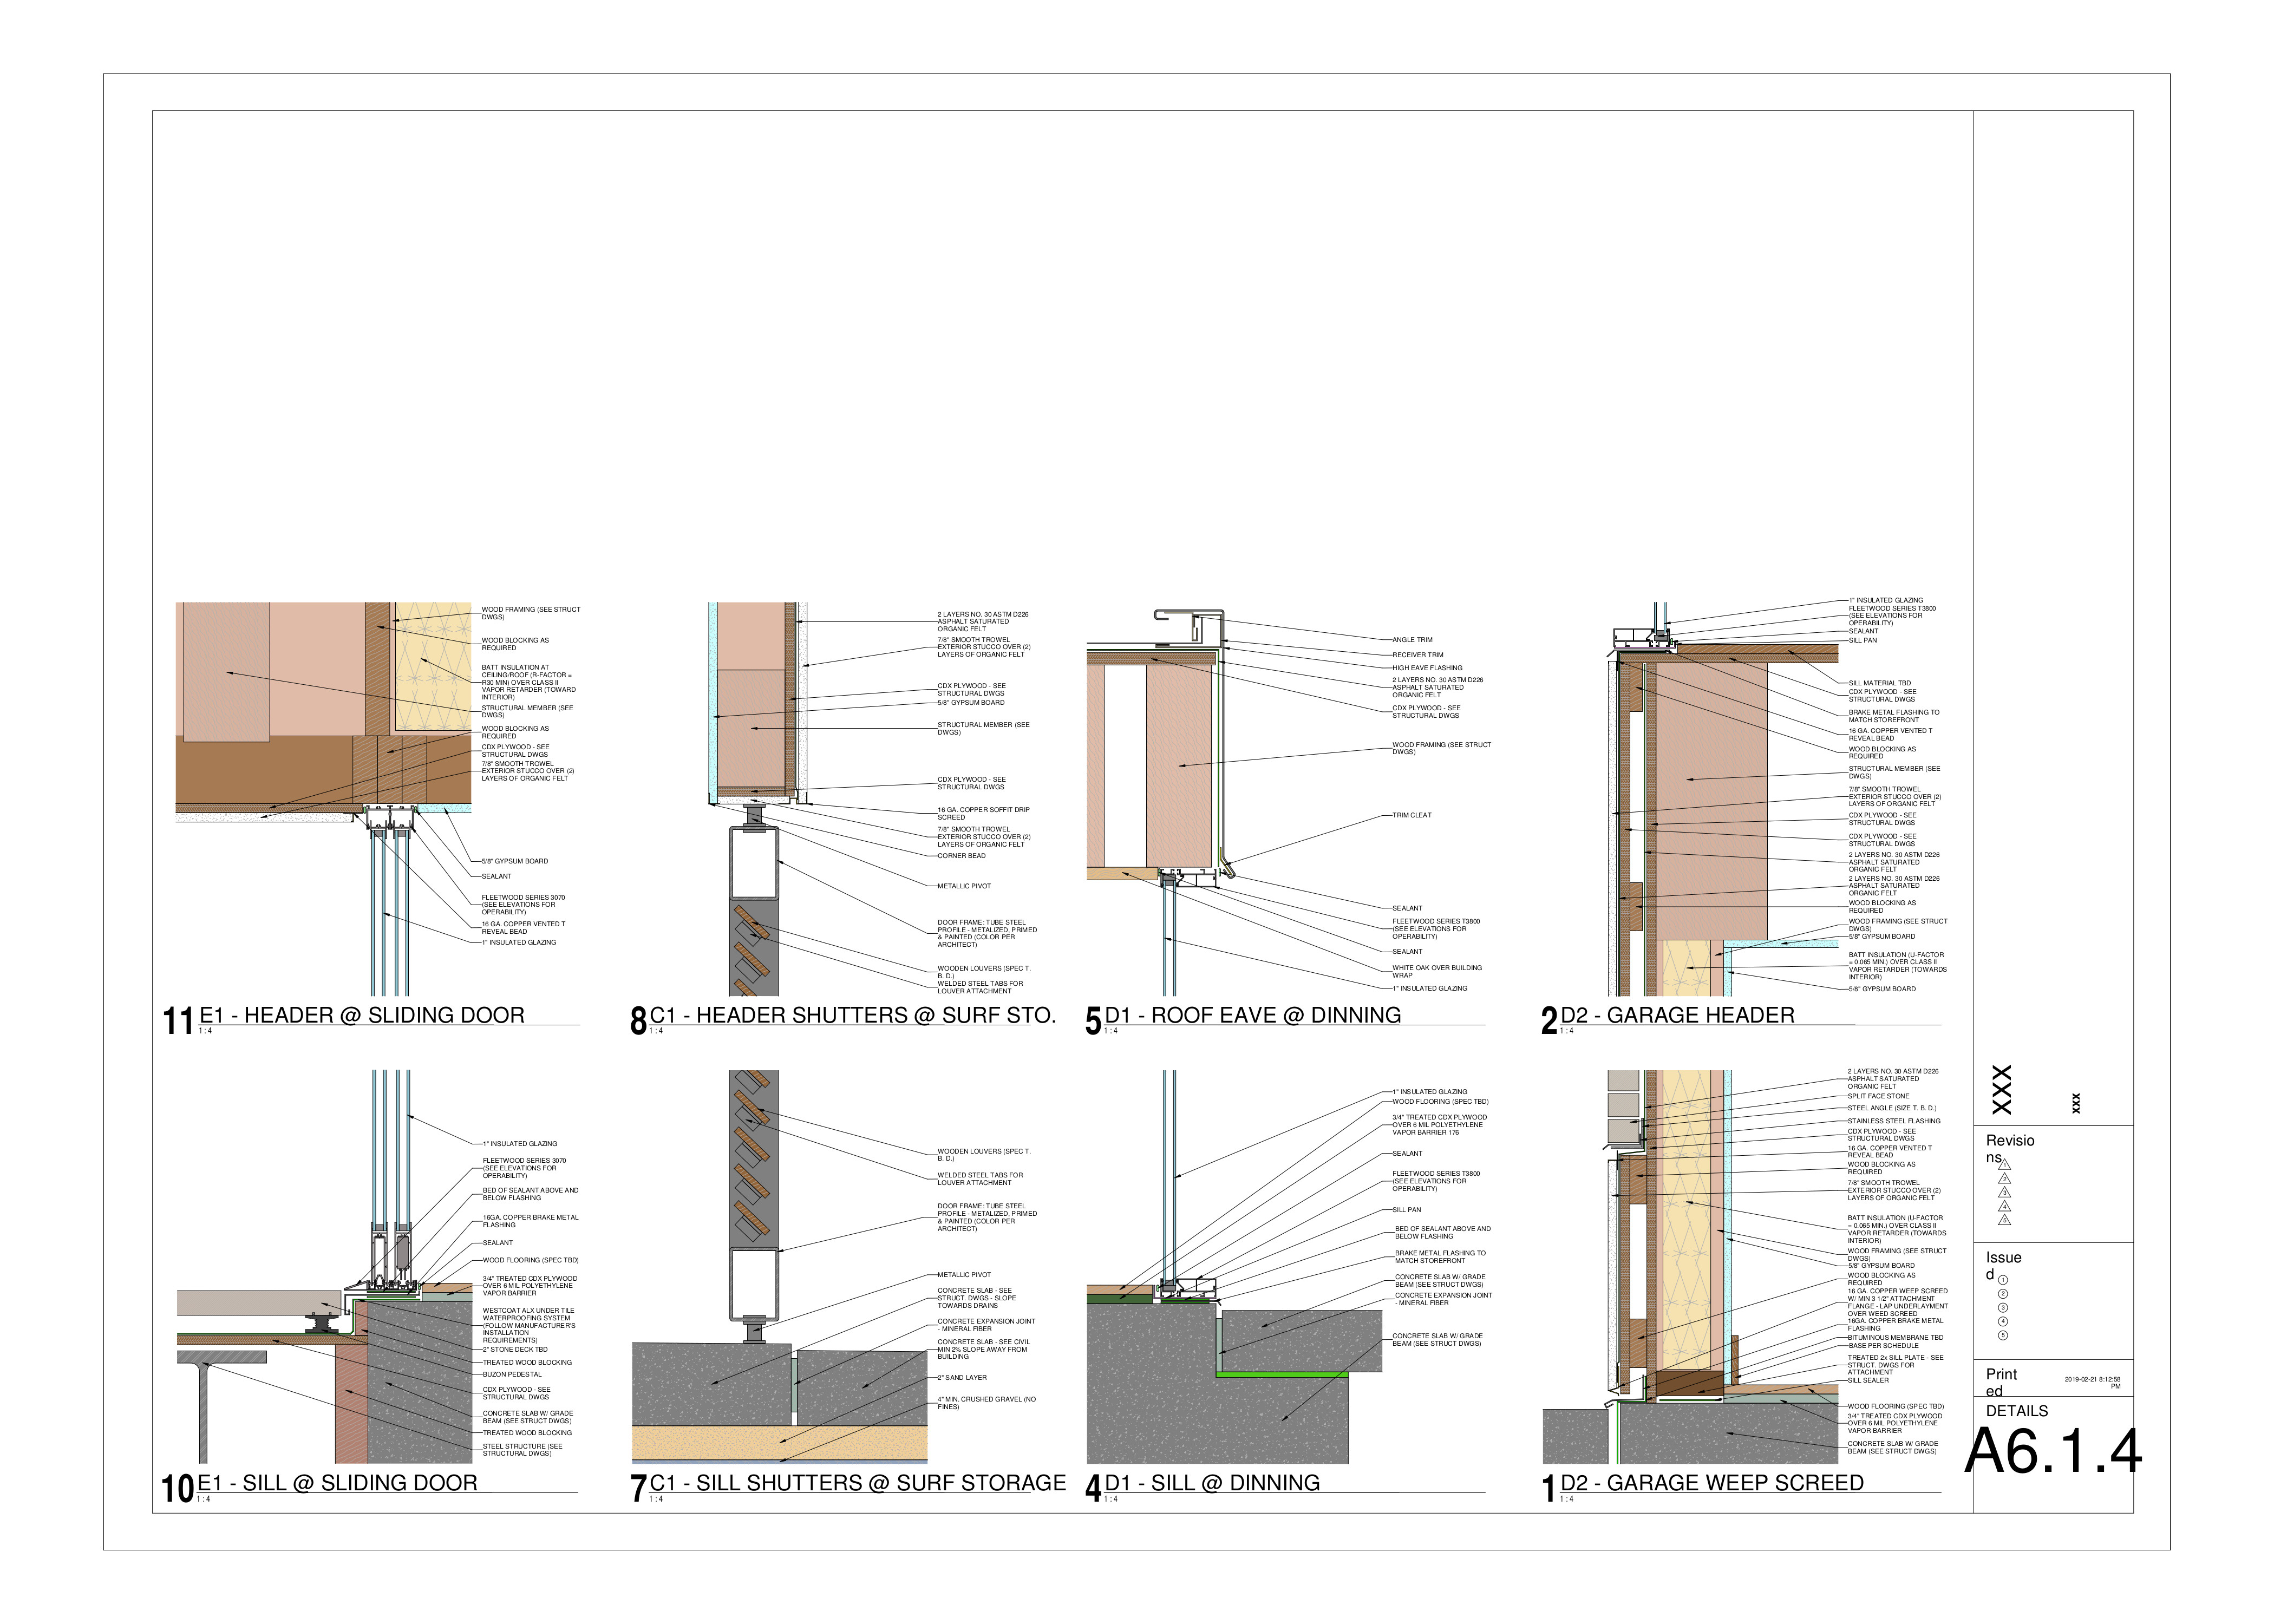 WOOD FRAMING (SEE STRUCT
DWGS)
WOOD BLOCKING AS
REQUIRED
BATT INSULATION AT
CEILING/ROOF (R-FACTOR =
R30 MIN) OVER CLASS II
VAPOR RETARDER (TOWARD
INTERIOR)
STRUCTURAL MEMBER (SEE
DWGS)
WOOD BLOCKING AS
REQUIRED
CDX PLYWOOD - SEE
STRUCTURAL DWGS
7/8" SMOOTH TROWEL
EXTERIOR STUCCO OVER (2)
LAYERS OF ORGANIC FELT
5/8" GYPSUM BOARD
SEALANT
FLEETWOOD SERIES 3070
(SEE ELEVATIONS FOR
OPERABILITY)
16 GA. COPPER VENTED T
REVEAL BEAD
1" INSULATED GLAZING
11 E1 - HEADER @ SLIDING DOOR
1 : 4
2 LAYERS NO. 30 ASTM D226
ASPHALT SATURATED
ORGANIC FELT
7/8" SMOOTH TROWEL
EXTERIOR STUCCO OVER (2)
LAYERS OF ORGANIC FELT
CDX PLYWOOD - SEE
STRUCTURAL DWGS
5/8" GYPSUM BOARD
STRUCTURAL MEMBER (SEE
DWGS)
CDX PLYWOOD - SEE
STRUCTURAL DWGS
16 GA. COPPER SOFFIT DRIP
SCREED
7/8" SMOOTH TROWEL
EXTERIOR STUCCO OVER (2)
LAYERS OF ORGANIC FELT
CORNER BEAD
METALLIC PIVOT
DOOR FRAME: TUBE STEEL
PROFILE - METALIZED, PRIMED
& PAINTED (COLOR PER
ARCHITECT)
WOODEN LOUVERS (SPEC T.
B. D.)
WELDED STEEL TABS FOR
LOUVER ATTACHMENT
8 C1 - HEADER SHUTTERS @ SURF STO.
1 : 4
ANGLE TRIM
RECEIVER TRIM
HIGH EAVE FLASHING
2 LAYERS NO. 30 ASTM D226
ASPHALT SATURATED
ORGANIC FELT
CDX PLYWOOD - SEE
STRUCTURAL DWGS
WOOD FRAMING (SEE STRUCT
DWGS)
TRIM CLEAT
SEALANT
FLEETWOOD SERIES T3800
(SEE ELEVATIONS FOR
OPERABILITY)
SEALANT
WHITE OAK OVER BUILDING
WRAP
1" INSULATED GLAZING
5 D1 - ROOF EAVE @ DINNING
1 : 4
1" INSULATED GLAZING
FLEETWOOD SERIES T3800
(SEE ELEVATIONS FOR
OPERABILITY)
SEALANT
SILL PAN
SILL MATERIAL TBD
CDX PLYWOOD - SEE
STRUCTURAL DWGS
BRAKE METAL FLASHING TO
MATCH STOREFRONT
16 GA. COPPER VENTED T
REVEAL BEAD
WOOD BLOCKING AS
REQUIRED
STRUCTURAL MEMBER (SEE
DWGS)
7/8" SMOOTH TROWEL
EXTERIOR STUCCO OVER (2)
LAYERS OF ORGANIC FELT
CDX PLYWOOD - SEE
STRUCTURAL DWGS
CDX PLYWOOD - SEE
STRUCTURAL DWGS
2 LAYERS NO. 30 ASTM D226
ASPHALT SATURATED
ORGANIC FELT
2 LAYERS NO. 30 ASTM D226
ASPHALT SATURATED
ORGANIC FELT
WOOD BLOCKING AS
REQUIRED
WOOD FRAMING (SEE STRUCT
DWGS)
5/8" GYPSUM BOARD
BATT INSULATION (U-FACTOR
= 0.065 MIN.) OVER CLASS II
VAPOR RETARDER (TOWARDS
INTERIOR)
5/8" GYPSUM BOARD
2 D2 - GARAGE HEADER
1 : 4
1" INSULATED GLAZING
FLEETWOOD SERIES 3070
(SEE ELEVATIONS FOR
OPERABILITY)
BED OF SEALANT ABOVE AND
BELOW FLASHING
16GA. COPPER BRAKE METAL
FLASHING
SEALANT
WOOD FLOORING (SPEC TBD)
3/4" TREATED CDX PLYWOOD
OVER 6 MIL POLYETHYLENE
VAPOR BARRIER
WESTCOAT ALX UNDER TILE
WATERPROOFING SYSTEM
(FOLLOW MANUFACTURER'S
INSTALLATION
REQUIREMENTS)
2" STONE DECK TBD
TREATED WOOD BLOCKING
BUZON PEDESTAL
CDX PLYWOOD - SEE
STRUCTURAL DWGS
CONCRETE SLAB W/ GRADE
BEAM (SEE STRUCT DWGS)
TREATED WOOD BLOCKING
STEEL STRUCTURE (SEE
STRUCTURAL DWGS)
10 E1 - SILL @ SLIDING DOOR
1 : 4
WOODEN LOUVERS (SPEC T.
B. D.)
WELDED STEEL TABS FOR
LOUVER ATTACHMENT
DOOR FRAME: TUBE STEEL
PROFILE - METALIZED, PRIMED
& PAINTED (COLOR PER
ARCHITECT)
METALLIC PIVOT
CONCRETE SLAB - SEE
STRUCT. DWGS - SLOPE
TOWARDS DRAINS
CONCRETE EXPANSION JOINT
- MINERAL FIBER
CONCRETE SLAB - SEE CIVIL
MIN 2% SLOPE AWAY FROM
BUILDING
2" SAND LAYER
4" MIN. CRUSHED GRAVEL (NO
FINES)
7 C1 - SILL SHUTTERS @ SURF STORAGE
1 : 4
1" INSULATED GLAZING
WOOD FLOORING (SPEC TBD)
3/4" TREATED CDX PLYWOOD
OVER 6 MIL POLYETHYLENE
VAPOR BARRIER 176
SEALANT
FLEETWOOD SERIES T3800
(SEE ELEVATIONS FOR
OPERABILITY)
SILL PAN
BED OF SEALANT ABOVE AND
BELOW FLASHING
BRAKE METAL FLASHING TO
MATCH STOREFRONT
CONCRETE SLAB W/ GRADE
BEAM (SEE STRUCT DWGS)
CONCRETE EXPANSION JOINT
- MINERAL FIBER
CONCRETE SLAB W/ GRADE
BEAM (SEE STRUCT DWGS)
4 D1 - SILL @ DINNING
1 : 4
2 LAYERS NO. 30 ASTM D226
ASPHALT SATURATED
ORGANIC FELT
SPLIT FACE STONE
STEEL ANGLE (SIZE T. B. D.)
STAINLESS STEEL FLASHING
CDX PLYWOOD - SEE
STRUCTURAL DWGS
16 GA. COPPER VENTED T
REVEAL BEAD
WOOD BLOCKING AS
REQUIRED
7/8" SMOOTH TROWEL
EXTERIOR STUCCO OVER (2)
LAYERS OF ORGANIC FELT
BATT INSULATION (U-FACTOR
= 0.065 MIN.) OVER CLASS II
VAPOR RETARDER (TOWARDS
INTERIOR)
WOOD FRAMING (SEE STRUCT
DWGS)
5/8" GYPSUM BOARD
WOOD BLOCKING AS
REQUIRED
16 GA. COPPER WEEP SCREED
W/ MIN 3 1/2" ATTACHMENT
FLANGE - LAP UNDERLAYMENT
OVER WEED SCREED
16GA. COPPER BRAKE METAL
FLASHING
BITUMINOUS MEMBRANE TBD
BASE PER SCHEDULE
TREATED 2x SILL PLATE - SEE
STRUCT. DWGS FOR
ATTACHMENT
SILL SEALER
WOOD FLOORING (SPEC TBD)
3/4" TREATED CDX PLYWOOD
OVER 6 MIL POLYETHYLENE
VAPOR BARRIER
CONCRETE SLAB W/ GRADE
BEAM (SEE STRUCT DWGS)
1 D2 - GARAGE WEEP SCREED
1 : 4
XXX
XXX
Revisio
ns
1
2
3
4
5
Issue
d
1
2
3
4
5
Print
ed
2019-02-21 8:12:58
PM
DETAILS
A6.1.4